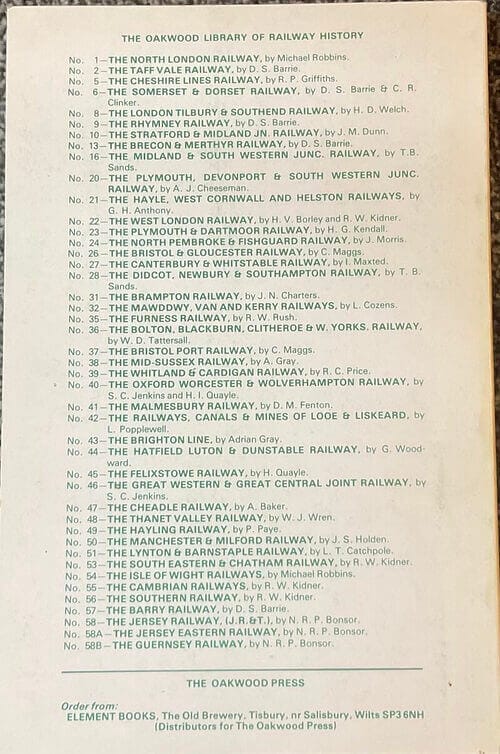 THE OAKWOOD LIBRARY OF RAILWAY HISTORY
No. 1—THE NORTH LONDON RAILWAY, by Michael Robbins.
No. 2—THE TAFF VALE RAILWAY, by D. S. Barrie.
No. 5—THE CHESHIRE LINES RAILWAY, by R. P. Griffiths.
No. 6—THE SOMERSET & DORSET RAILWAY, by D. S. Barrie & C. R.
Clinker.
No. 8—THE LONDON TILBURY & SOUTHEND RAILWAY, by H. D. Welch.
No. 9—THE RHYMNEY RAILWAY, by D. S. Barrie.
No. 10—THE STRATFORD & MIDLAND JN. RAILWAY, by J. M. Dunn.
No. 13—THE BRECON & MERTHYR RAILWAY, by D. S. Barrie.
No. 16—THE MIDLAND & SOUTH WESTERN JUNC. RAILWAY, by T.B.
Sands.
No. 20—THE PLYMOUTH, DEVONPORT & SOUTH WESTERN JUNC.
RAILWAY, by A. J. Cheeseman.
No. 21—THE HAYLE, WEST CORNWALL AND HELSTON RAILWAYS, by
G. H. Anthony.
No. 22—THE WEST LONDON RAILWAY, by H. V. Borley and R. W. Kidner.
No. 23—THE PLYMOUTH & DARTMOOR RAILWAY, by H. G. Kendall.
No. 24—THE NORTH PEMBROKE & FISHGUARD RAILWAY, by J. Morris.
No. 26—THE BRISTOL & GLOUCESTER RAILWAY, by C. Maggs.
No. 27—THE CANTERBURY & WHITSTABLE RAILWAY, by I. Maxted.
No. 28—THE DIDCOT, NEWBURY & SOUTHAMPTON RAILWAY, by T. B.
Sands.
No. 31—THE BRAMPTON RAILWAY, by J. N. Charters.
No. 32—THE MAWDDWY, VAN AND KERRY RAILWAYS, by L. Cozens.
No. 35—THE FURNESS RAILWAY, by R. W. Rush.
No. 36—THE BOLTON, BLACKBURN, CLITHEROE & W. YORKS. RAILWAY,
by W. D. Tattersall.
No. 37—THE BRISTOL PORT RAILWAY, by C. Maggs.
No. 38—THE MID-SUSSEX RAILWAY, by A. Gray.
No. 39—THE WHITLAND & CARDIGAN RAILWAY, by R. C. Price.
No. 40—THE OXFORD WORCESTER & WOLVERHAMPTON RAILWAY, by
S. C. Jenkins and H. I. Quayle.
No. 41—THE MALMESBURY RAILWAY, by D. M. Fenton.
No. 42—THE RAILWAYS, CANALS & MINES OF LOOE & LISKEARD, by
L. Popplewell.
No. 43—THE BRIGHTON LINE, by Adrian Gray.
No. 44—THE HATFIELD LUTON & DUNSTABLE RAILWAY, by G. Wood-
ward.
No. 45—THE FELIXSTOWE RAILWAY, by H. Quayle.
No. 46—THE GREAT WESTERN & GREAT CENTRAL JOINT RAILWAY, by
S. C. Jenkins.
No. 47—THE CHEADLE RAILWAY, by A. Baker.
No. 48—THE THANET VALLEY RAILWAY, by W. J. Wren.
No. 49—THE HAYLING RAILWAY, by P. Paye.
No. 50—THE MANCHESTER & MILFORD RAILWAY, by J. S. Holden.
No. 51—THE LYNTON & BARNSTAPLE RAILWAY, by L. T. Catchpole.
No. 53—THE SOUTH EASTERN & CHATHAM RAILWAY, by R. W. Kidner.
No. 54—THE ISLE OF WIGHT RAILWAYS, by Michael Robbins.
No. 55—THE CAMBRIAN RAILWAYS, by R. W. Kidner.
No. 56—THE SOUTHERN RAILWAY, by R. W. Kidner.
No. 57—THE BARRY RAILWAY, by D. S. Barrie.
No. 58—THE JERSEY RAILWAY, (J.R.&T.), by N. R. P. Bonsor.
No. 58A—THE JERSEY EASTERN RAILWAY, by N. R. P. Bonsor.
No. 58B—THE GUERNSEY RAILWAY, by N. R. P. Bonsor.
THE OAKWOOD PRESS
Order from:
ELEMENT BOOKS, The Old Brewery, Tisbury, nr Salisbury, Wilts SP3 6NH
(Distributors for The Oakwood Press)